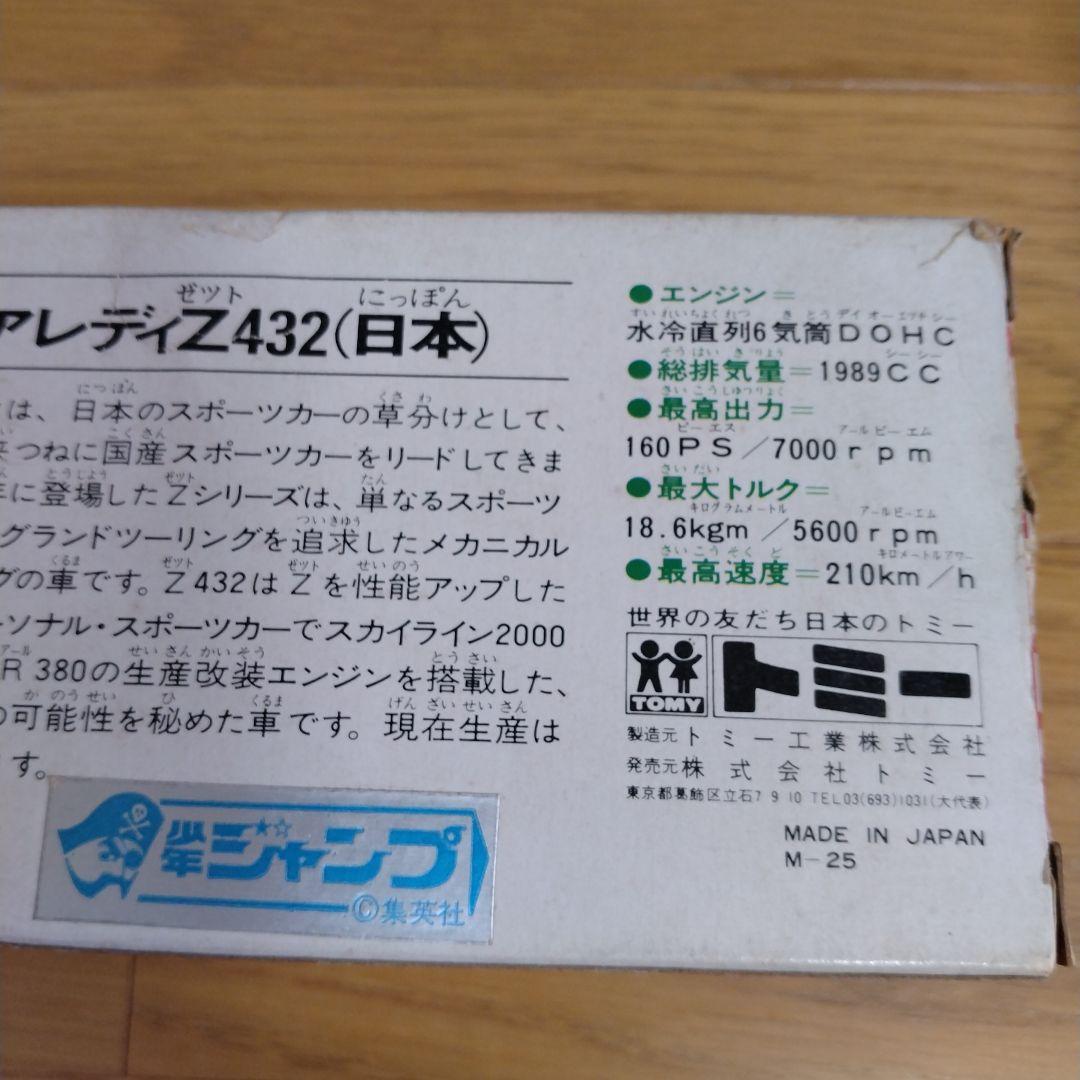 アレディZ432(日本)
ゼット
にっぽん
は、日本のスポーツカーの草分けとして、
つねに国産スポーツカーをリードしてきま
に登場したZシリーズは、単なるスポーツ
グランドツーリングを追求したメカニカル
グの車です。Z432はZを性能アップした
ーソナル・スポーツカーでスカイライン2000
R380の生産改装エンジンを搭載した、
の可能性を秘めた車です。現在生産は
す。
少年ジャンプ
©集英社
●エンジン=
水冷直列6気筒DOHC
●総排気量=1989CC
●最高出力=
160PS/7000rpm
●最大トルク=
18.6kgm/5600rpm
●最高速度=210km/h
世界の友だち日本のトミー
TOMY トミー
製造元トミー工業株式会社
発売元株式会社トミー
東京都葛飾区立石7 9 10 TEL03(693)1031(大代表)
MADE IN JAPAN
M-25